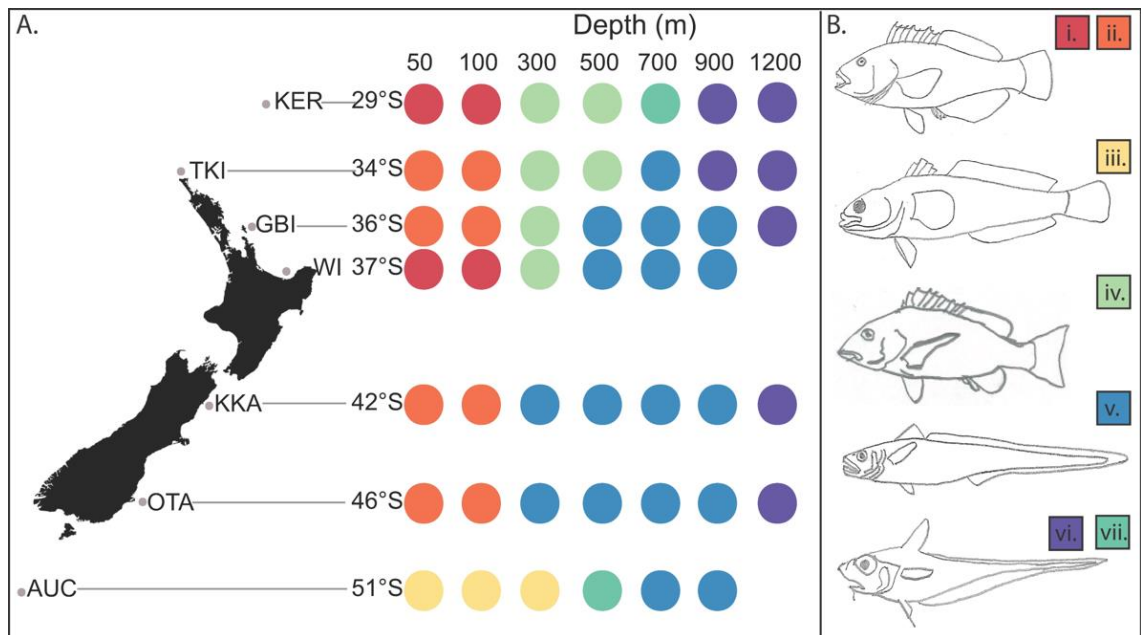 A.
Depth (m)
50 100 300 500 700 900 1200
KER 29°S
TKI 34°S
GBI 36°S
WI 37°S
KKA 42°S
OTA 46°S
AUC 51°S
B.
i. ii.
iii.
iv.
v.
vi. vii.